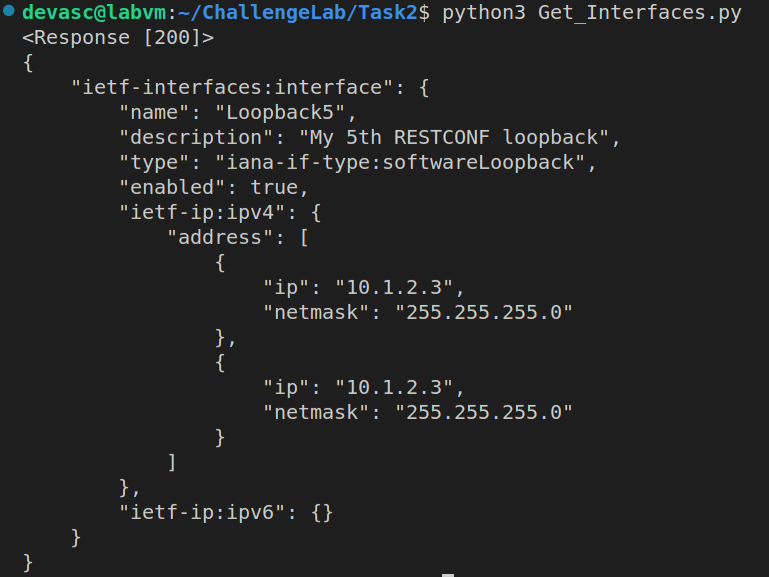 devasc@labvm:~/ChallengeLab/Task2$ python3 Get_Interfaces.py
<Response [200]>
{
    "ietf-interfaces:interface": {
        "name": "Loopback5",
        "description": "My 5th RESTCONF loopback",
        "type": "iana-if-type:softwareLoopback",
        "enabled": true,
        "ietf-ip:ipv4": {
            "address": [
                {
                    "ip": "10.1.2.3",
                    "netmask": "255.255.255.0"
                },
                {
                    "ip": "10.1.2.3",
                    "netmask": "255.255.255.0"
                }
            ]
        },
        "ietf-ip:ipv6": {}
    }
}